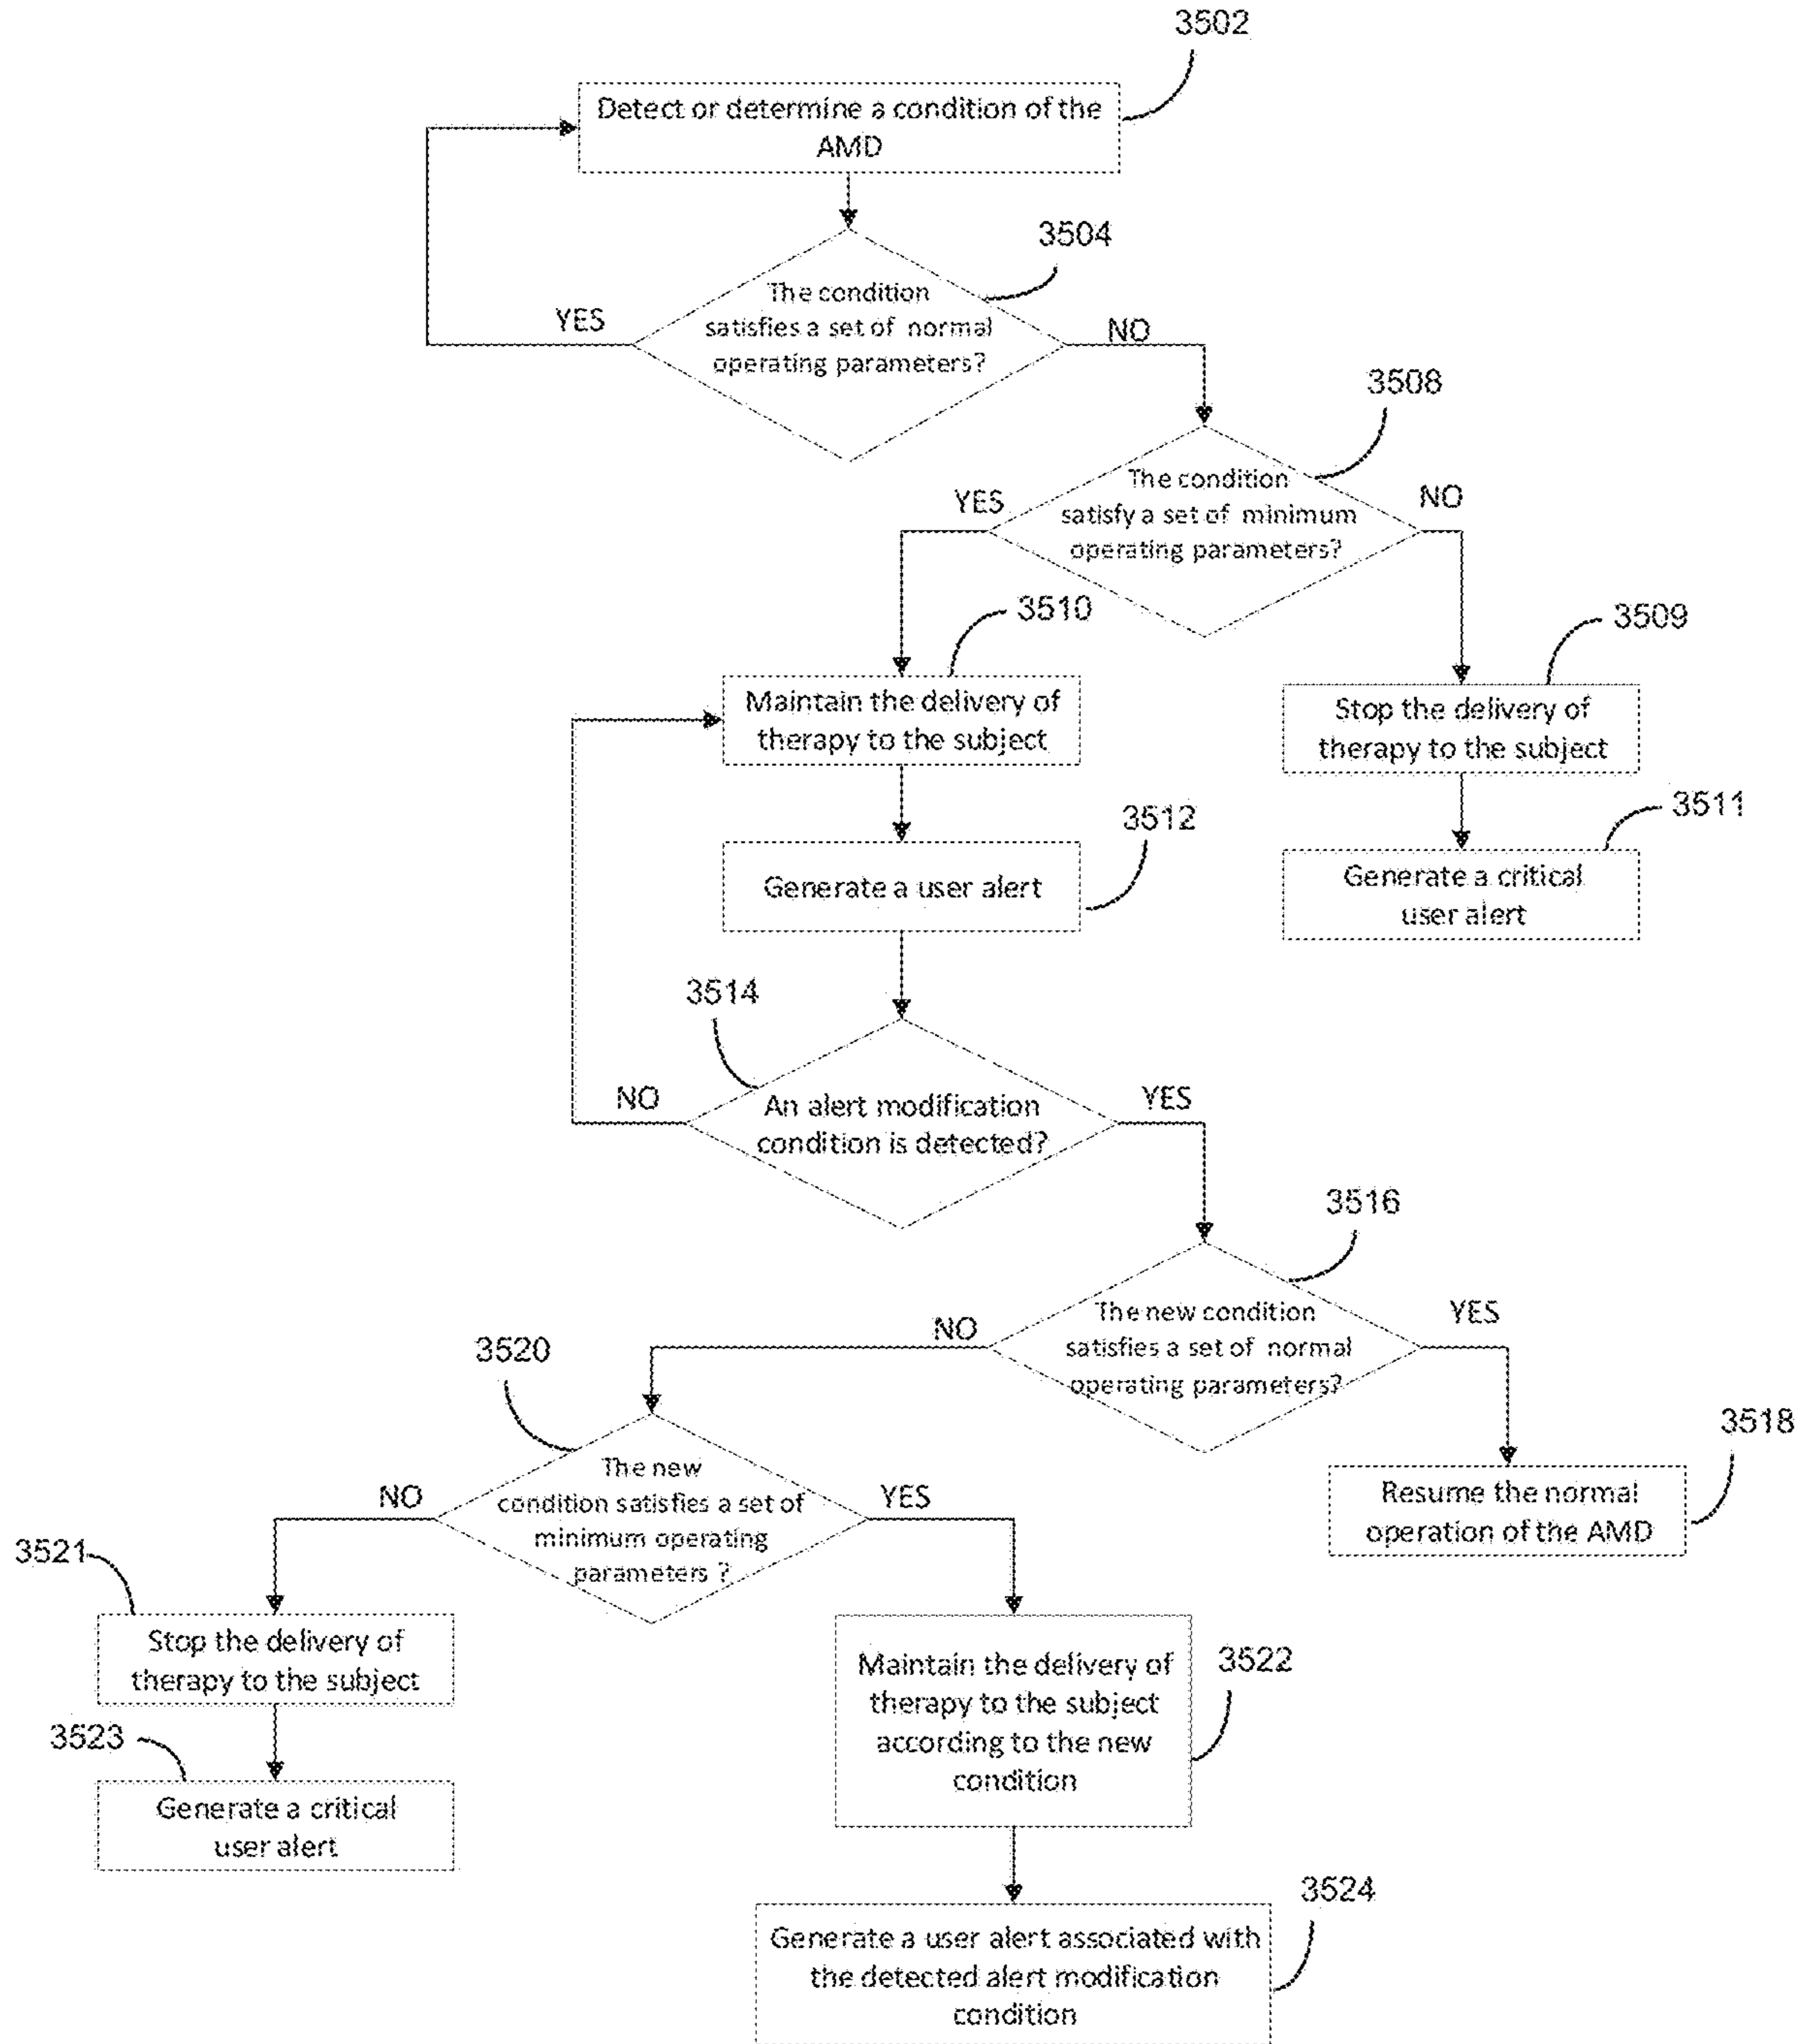 3502
Detect or determine a condition of the
AMD
3504
The condition
satisfies a set of normal
operating parameters?
YES
NO
3508
The condition
satisfy a set of minimum
operating parameters?
YES
NO
3510
Maintain the delivery of
therapy to the subject
3509
Stop the delivery of
therapy to the subject
3512
Generate a user alert
3511
Generate a critical
user alert
3514
An alert modification
condition is detected?
NO
YES
3516
The new condition
satisfies a set of normal
operating parameters?
NO
YES
3518
Resume the normal
operation of the AMD
3520
The new
condition satisfies a set of
minimum operating
parameters ?
NO
YES
3521
Stop the delivery of
therapy to the subject
3522
Maintain the delivery of
therapy to the subject
according to the new
condition
3523
Generate a critical
user alert
3524
Generate a user alert associated with
the detected alert modification
condition